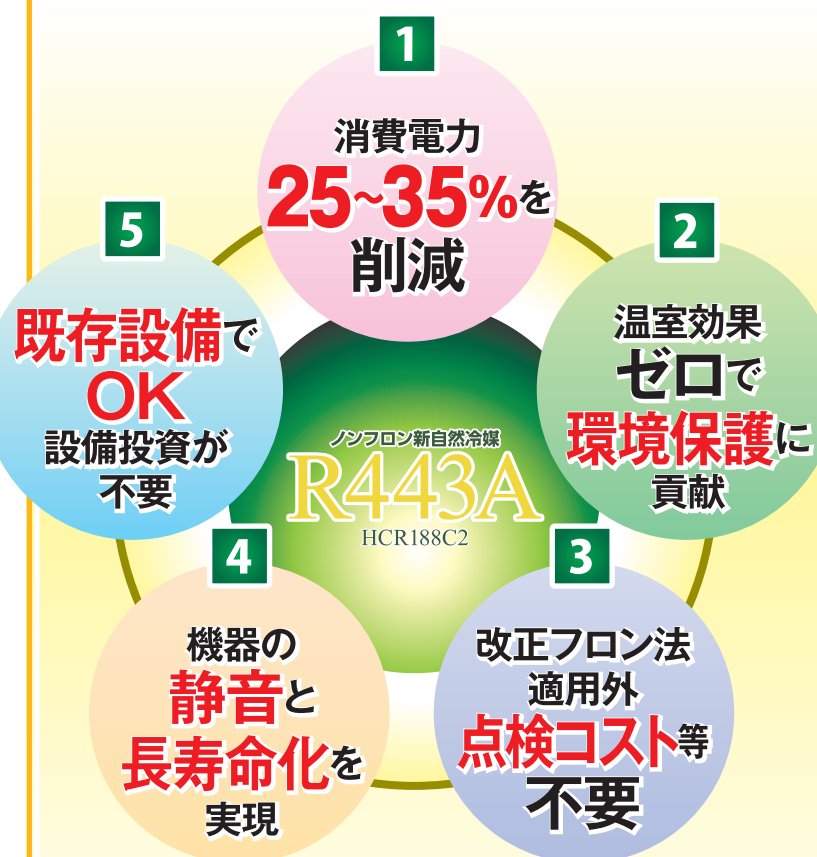 1
消費電力
25~35%を
削減
2
温室効果
ゼロで
環境保護に
貢献
3
改正フロン法
適用外
点検コスト等
不要
4
機器の
静音と
長寿命化を
実現
5
既存設備で
OK
設備投資が
不要
ノンフロン新自然冷媒
R443A
HCR188C2